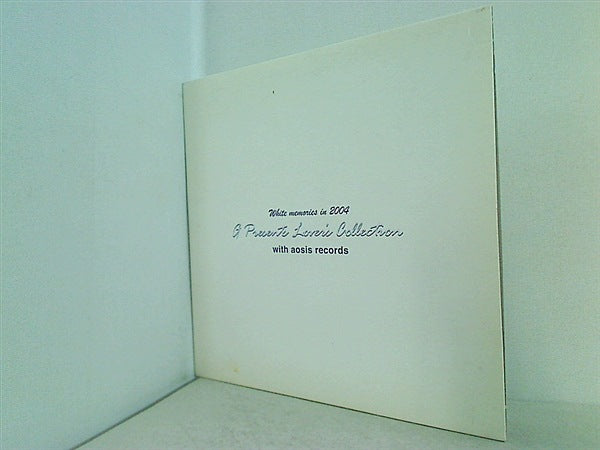 White memories in 2004
G Presents Lover's Collection
with aosis records